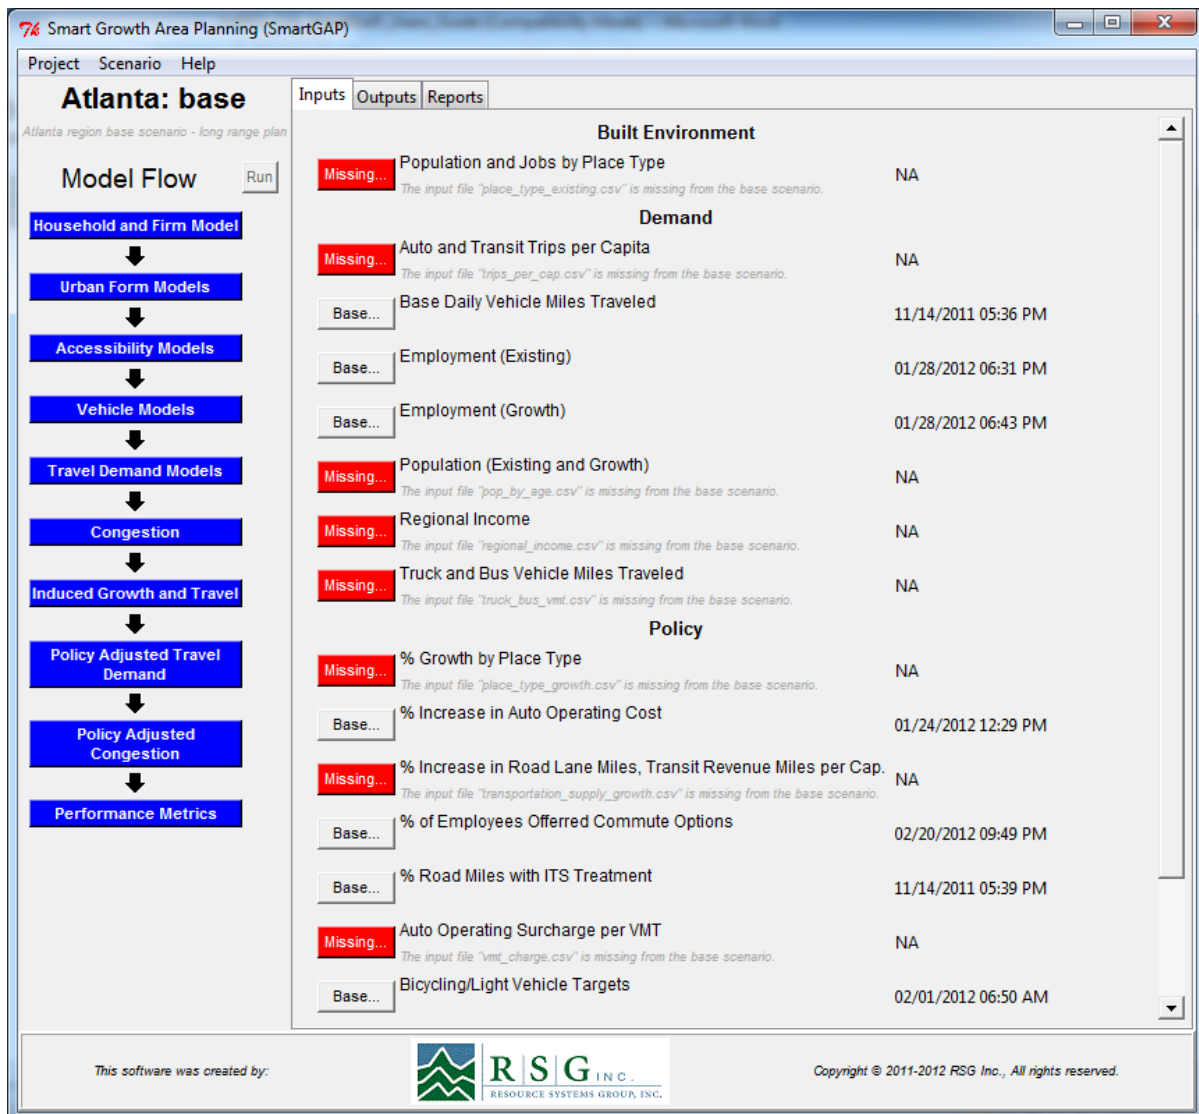 Smart Growth Area Planning (SmartGAP)
Project Scenario Help
Atlanta: base
Atlanta region base scenario - long range plan
Model Flow
Run
Household and Firm Model
Urban Form Models
Accessibility Models
Vehicle Models
Travel Demand Models
Congestion
Induced Growth and Travel
Policy Adjusted Travel
Demand
Policy Adjusted
Congestion
Performance Metrics
Inputs Outputs Reports
Built Environment
Missing... Population and Jobs by Place Type NA
The input file "place_type_existing.csv" is missing from the base scenario.
Demand
Missing... Auto and Transit Trips per Capita NA
The input file "trips_per_cap.csv" is missing from the base scenario.
Base... Base Daily Vehicle Miles Traveled 11/14/2011 05:36 PM
Base... Employment (Existing) 01/28/2012 06:31 PM
Base... Employment (Growth) 01/28/2012 06:43 PM
Missing... Population (Existing and Growth) NA
The input file "pop_by_age.csv" is missing from the base scenario.
Missing... Regional Income NA
The input file "regional_income.csv" is missing from the base scenario.
Missing... Truck and Bus Vehicle Miles Traveled NA
The input file "truck_bus_vmt.csv" is missing from the base scenario.
Policy
Missing... % Growth by Place Type NA
The input file "place_type_growth.csv" is missing from the base scenario.
Base... % Increase in Auto Operating Cost 01/24/2012 12:29 PM
Missing... % Increase in Road Lane Miles, Transit Revenue Miles per Cap. NA
The input file "transportation_supply_growth.csv" is missing from the base scenario.
Base... % of Employees Offerred Commute Options 02/20/2012 09:49 PM
Base... % Road Miles with ITS Treatment 11/14/2011 05:39 PM
Missing... Auto Operating Surcharge per VMT NA
The input file "vmt_charge.csv" is missing from the base scenario.
Base... Bicycling/Light Vehicle Targets 02/01/2012 06:50 AM
This software was created by:
R|S|G INC.
RESOURCE SYSTEMS GROUP, INC.
Copyright © 2011-2012 RSG Inc., All rights reserved.